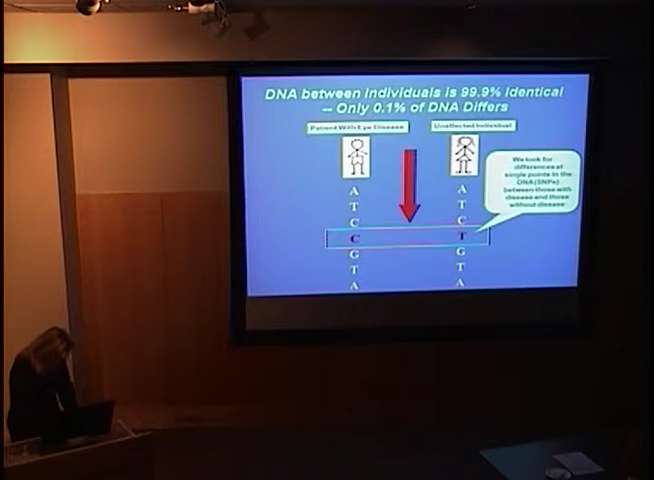 DNA between Individuals is 99.9% Identical
– Only 0.1% of DNA Differs
Patient With Eye Disease
Unaffected Individual
We look for
differences at
single points in the
DNA (SNPs)
between those with
disease and those
without disease
A A
T T
C C
C T
G G
T T
A A